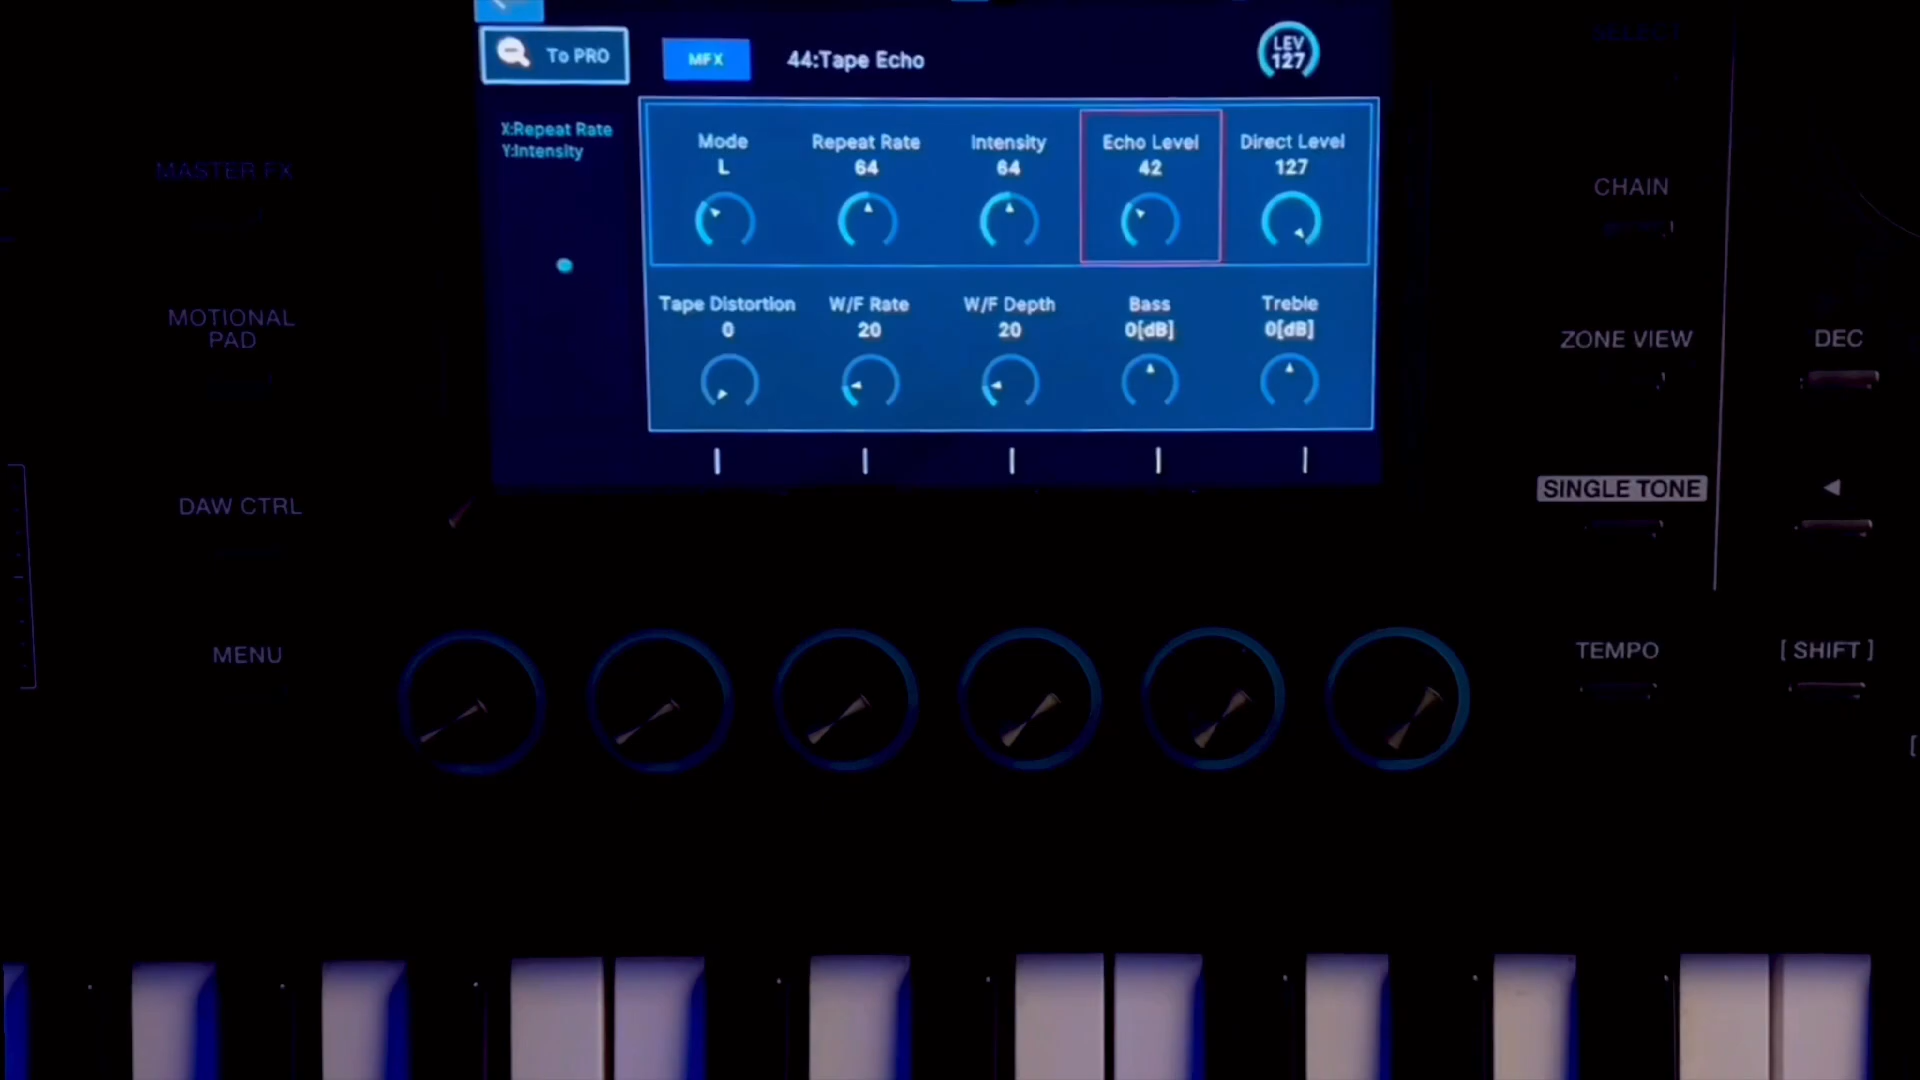 SELECT
To PRO
MFX
44:Tape Echo
LEV
127
X:Repeat Rate
Y:Intensity
Mode
L
Repeat Rate
64
Intensity
64
Echo Level
42
Direct Level
127
Tape Distortion
0
W/F Rate
20
W/F Depth
20
Bass
0[dB]
Treble
0[dB]
MASTER FX
MOTIONAL
PAD
DAW CTRL
MENU
CHAIN
ZONE VIEW
DEC
SINGLE TONE
TEMPO
[ SHIFT ]
[